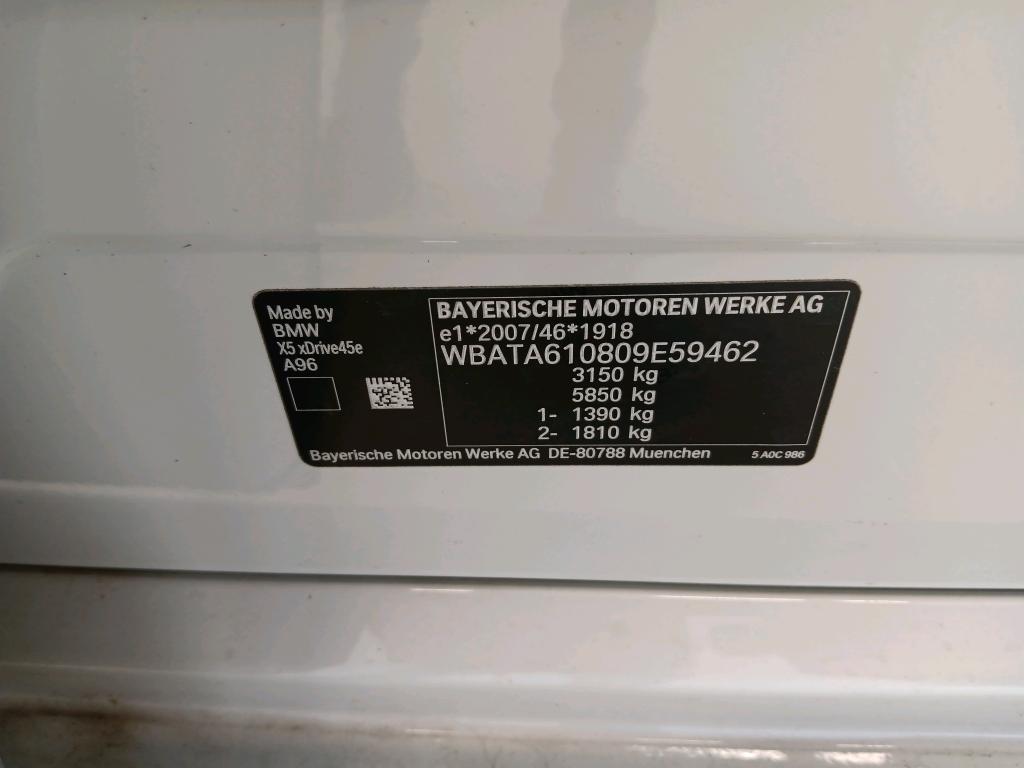 Made by
BMW
X5 xDrive45e
A96
BAYERISCHE MOTOREN WERKE AG
e1*2007/46*1918
WBATA610809E59462
3150 kg
5850 kg
1- 1390 kg
2- 1810 kg
Bayerische Motoren Werke AG DE-80788 Muenchen
5 A0C 986